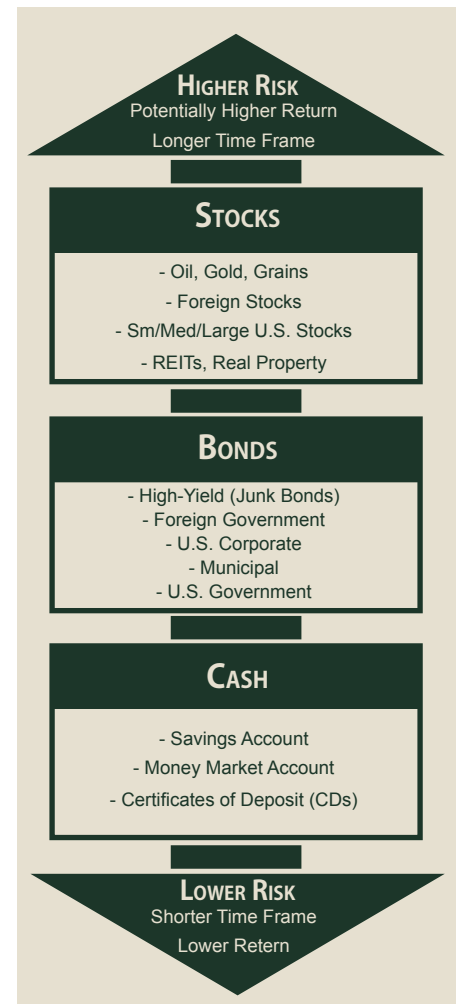 Higher Risk
Potentially Higher Return
Longer Time Frame
Stocks
- Oil, Gold, Grains
- Foreign Stocks
- Sm/Med/Large U.S. Stocks
- REITs, Real Property
Bonds
- High-Yield (Junk Bonds)
- Foreign Government
- U.S. Corporate
- Municipal
- U.S. Government
Cash
- Savings Account
- Money Market Account
- Certificates of Deposit (CDs)
Lower Risk
Shorter Time Frame
Lower Retern